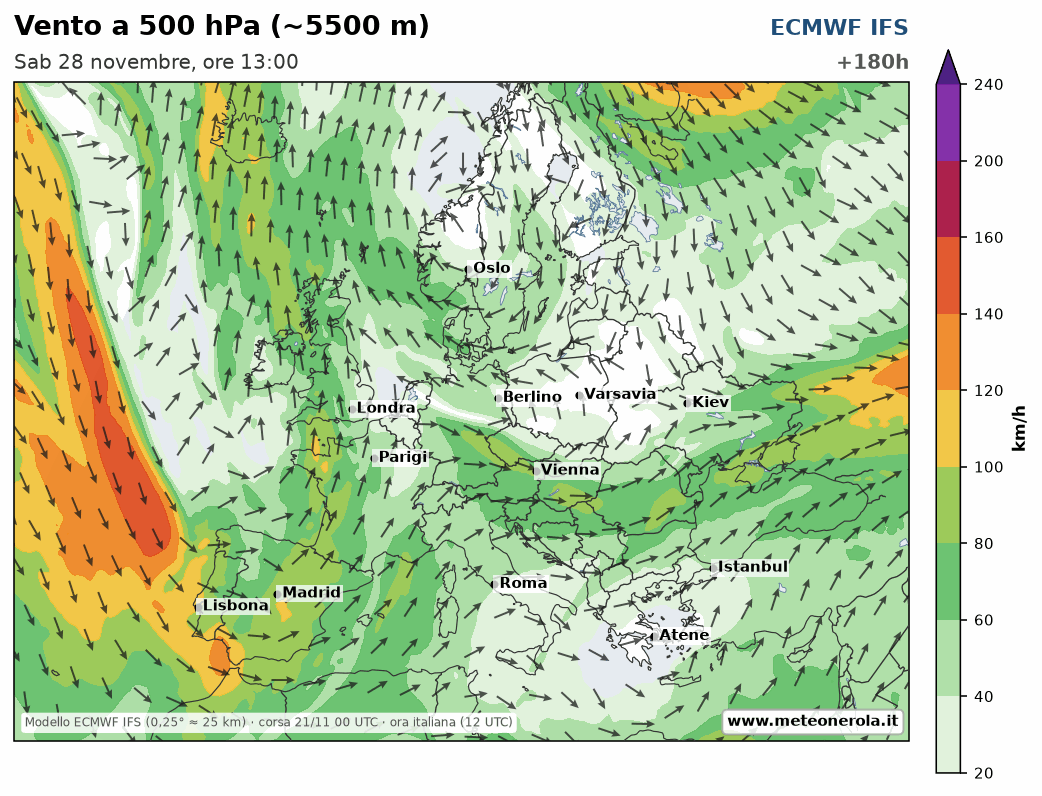 Vento a 500 hPa (~5500 m)
ECMWF IFS
Sab 28 novembre, ore 13:00
+180h
240
200
160
140
120
100
80
60
40
20
km/h
Oslo
Berlino
Varsavia
Kiev
Londra
Parigi
Vienna
Istanbul
Roma
Madrid
Lisbona
Atene
Modello ECMWF IFS (0,25° ≈ 25 km) · corsa 21/11 00 UTC · ora italiana (12 UTC)
www.meteonerola.it